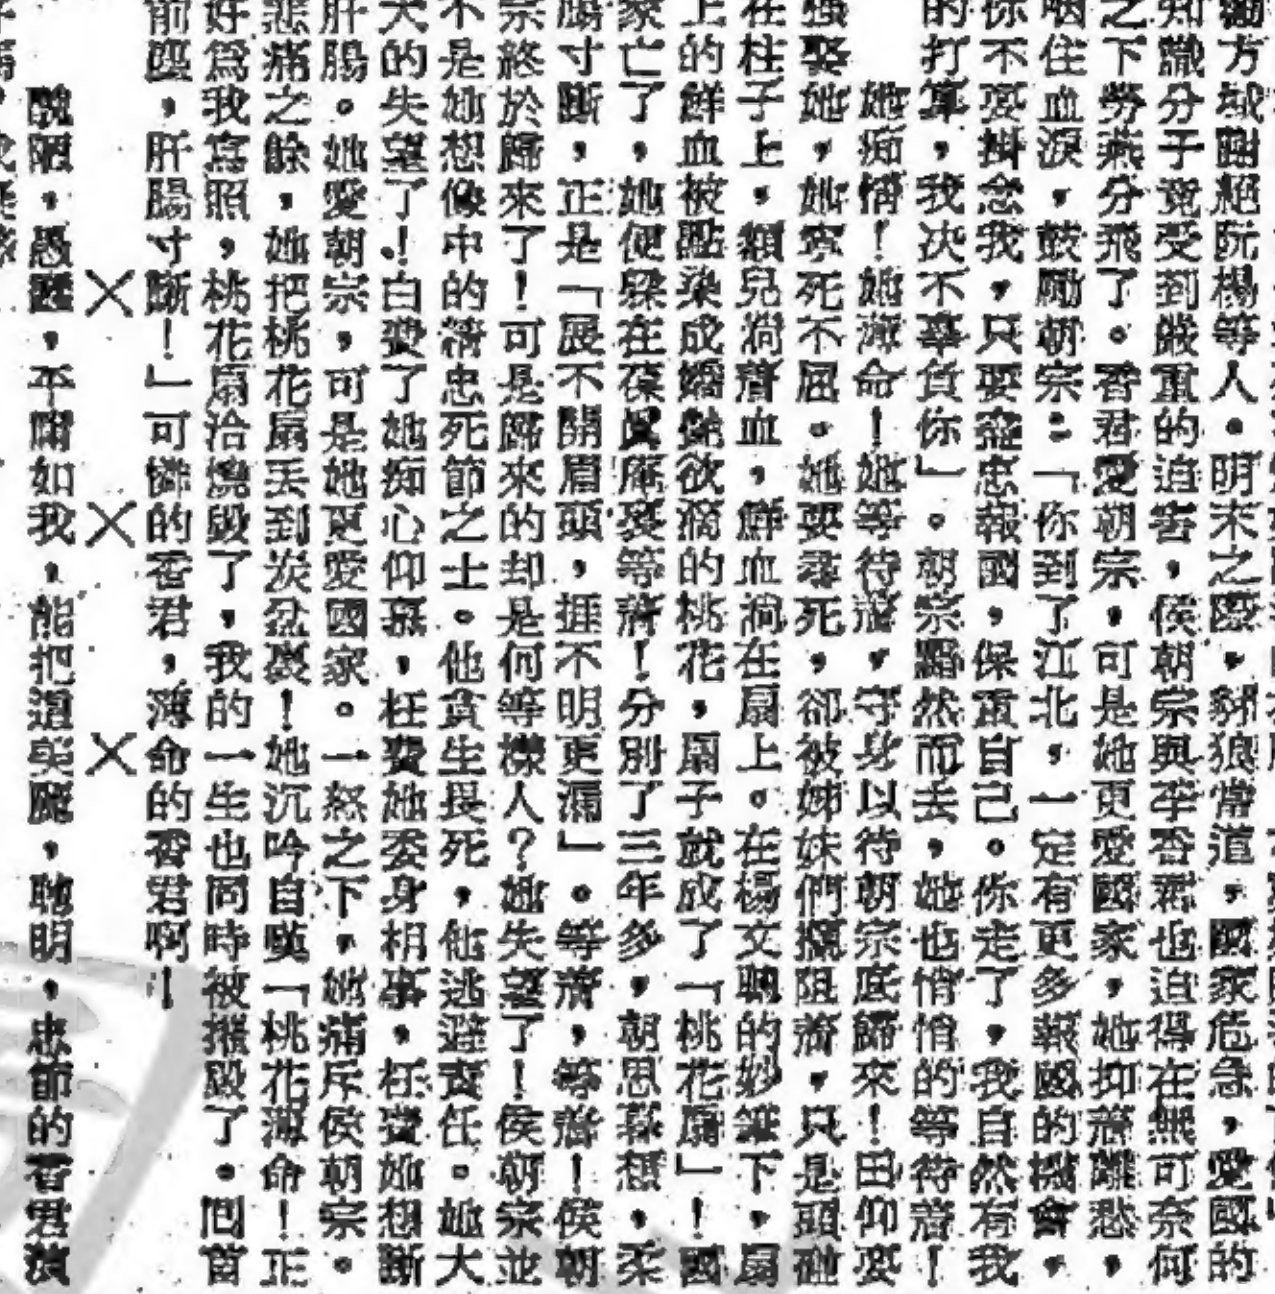 方域與阮楊等人。明末之際，豺狼當道，國家危急，愛國的
知識分子竟受到嚴重的迫害，侯朝宗與李香君也迫得在無可奈何
之下勞燕分飛了。香君愛朝宗，可是她更愛國家，她抑着離愁，
咽住血淚，鼓勵朝宗：「你到了江北，一定有更多報國的機會，
你不要掛念我，只要盡忠報國，保重自己。你走了，我自然有我
的打算，我決不辜負你」。朝宗黯然而去，她也悄悄的等待着！
她痴情！她薄命！她等待着，守身以待朝宗底歸來！田仰要
强娶她，她寧死不屈。她要尋死，卻被姊妹們攔阻着，只是頭碰
在柱子上，額兒淌着血，鮮血淌在扇上。在楊文聰的妙筆下，扇
上的鮮血被點染成嬌艶欲滴的桃花，扇子就成了「桃花扇」！國
家亡了，她便躱在葆眞庵裏等着！分別了三年多，朝思暮想，柔
腸寸斷，正是「展不開眉頭，捱不明更漏」。等着，等着！侯朝
宗終於歸來了！可是歸來的却是何等樣人？她失望了！侯朝宗並
不是她想像中的淸忠死節之士。他貪生畏死，他逃避責任。她大
大的失望了！白費了她痴心仰慕，枉費她委身相事，枉費她想斷
肝腸。她愛朝宗，可是她更愛國家。一怒之下，她痛斥侯朝宗。
悲痛之餘，她把桃花扇丟到炭盆裏！她沉吟自嘆「桃花薄命！正
好爲我寫照，桃花扇洽燒毁了，我的一生也同時被摧毁了。囘首
前塵，肝腸寸斷！」可憐的香君，薄命的香君啊！
× × ×
醜陋，愚蠢，平庸如我，能把這美麗，聰明，忠節的香君演